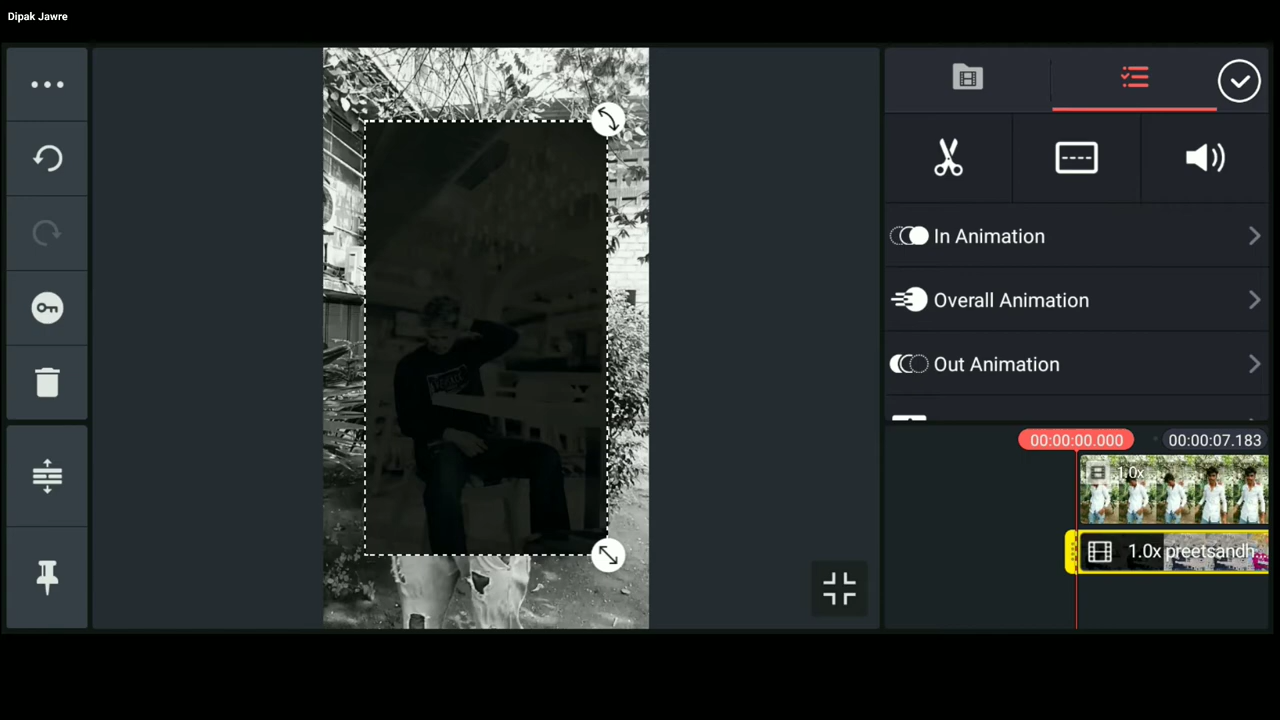 Dipak Jawre
In Animation
Overall Animation
Out Animation
00:00:00.000
00:00:07.183
1.0x
1.0x preetsandh